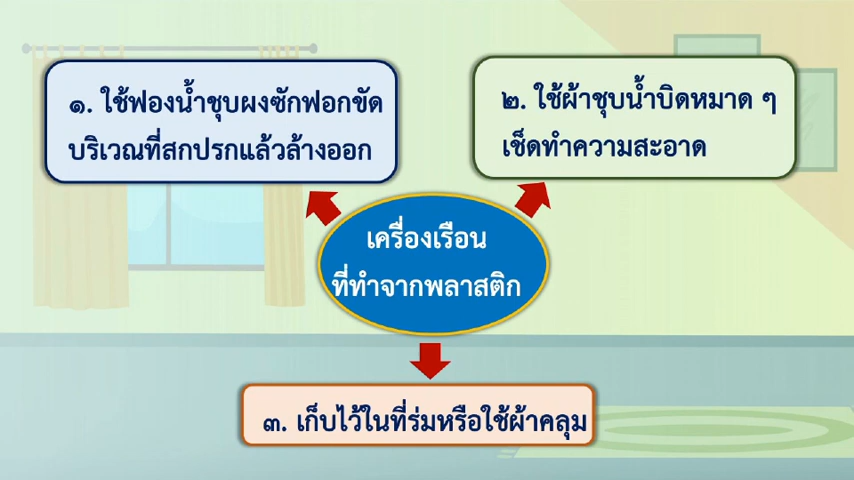 ๑. ใช้ฟองน้ำชุบผงซักฟอกขัด
บริเวณที่สกปรกแล้วล้างออก
๒. ใช้ผ้าชุบน้ำบิดหมาด ๆ
เช็ดทำความสะอาด
เครื่องเรือน
ที่ทำจากพลาสติก
๓. เก็บไว้ในที่ร่มหรือใช้ผ้าคลุม